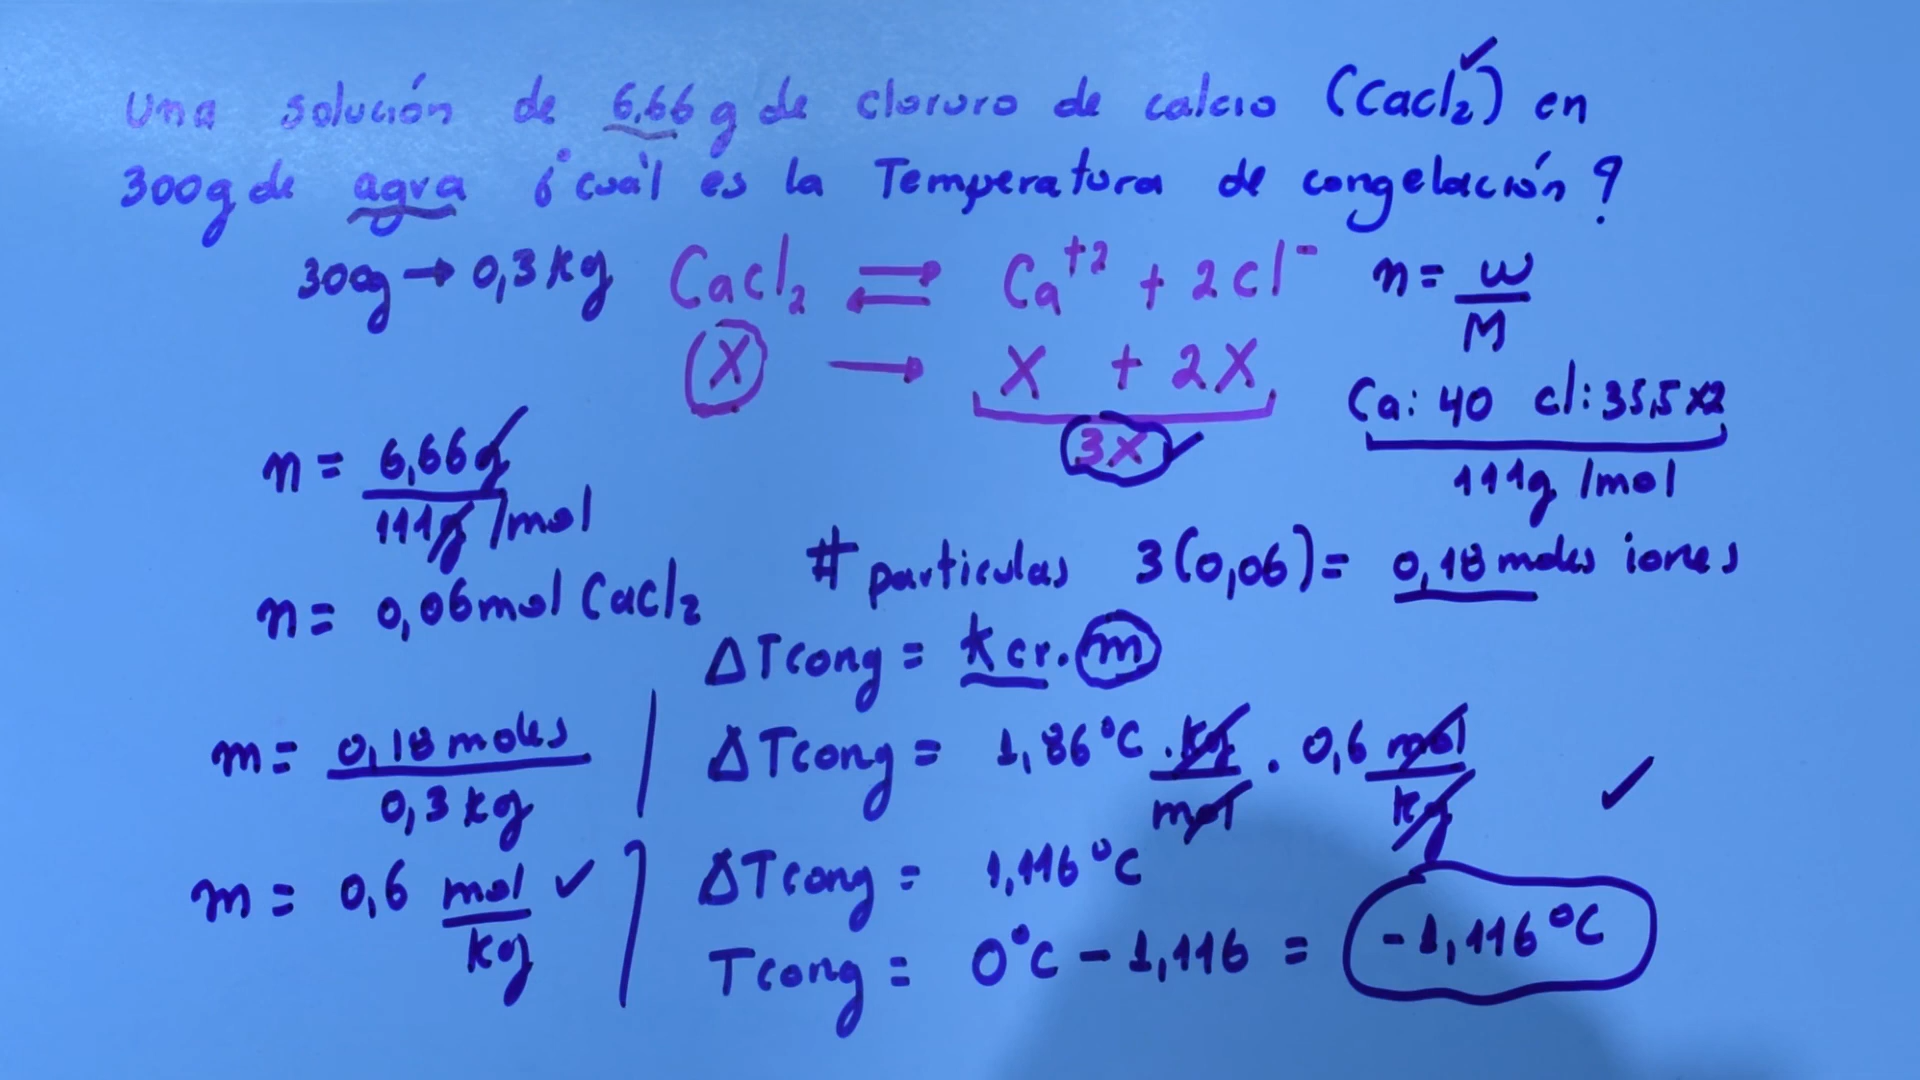 Una solución de 6,66 g de cloruro de calcio (CaCl₂) en
300g de agua ¿cuál es la Temperatura de congelación?
300g → 0,3 kg
CaCl₂ ⇌ Ca⁺² + 2Cl⁻
n = w/M
(X) → X + 2X
3X
Ca: 40 Cl: 35,5x2
111g/mol
n = 6,66g / 111g/mol
n = 0,06mol CaCl₂
# particulas 3(0,06) = 0,18 moles iones
ΔTcong = kcr.m
m = 0,18 moles / 0,3 kg
ΔTcong = 1,86°C . kg/mol . 0,6 mol/kg ✓
m = 0,6 mol/kg ✓
ΔTcong = 1,116°C
Tcong = 0°C - 1,116 = -1,116°C